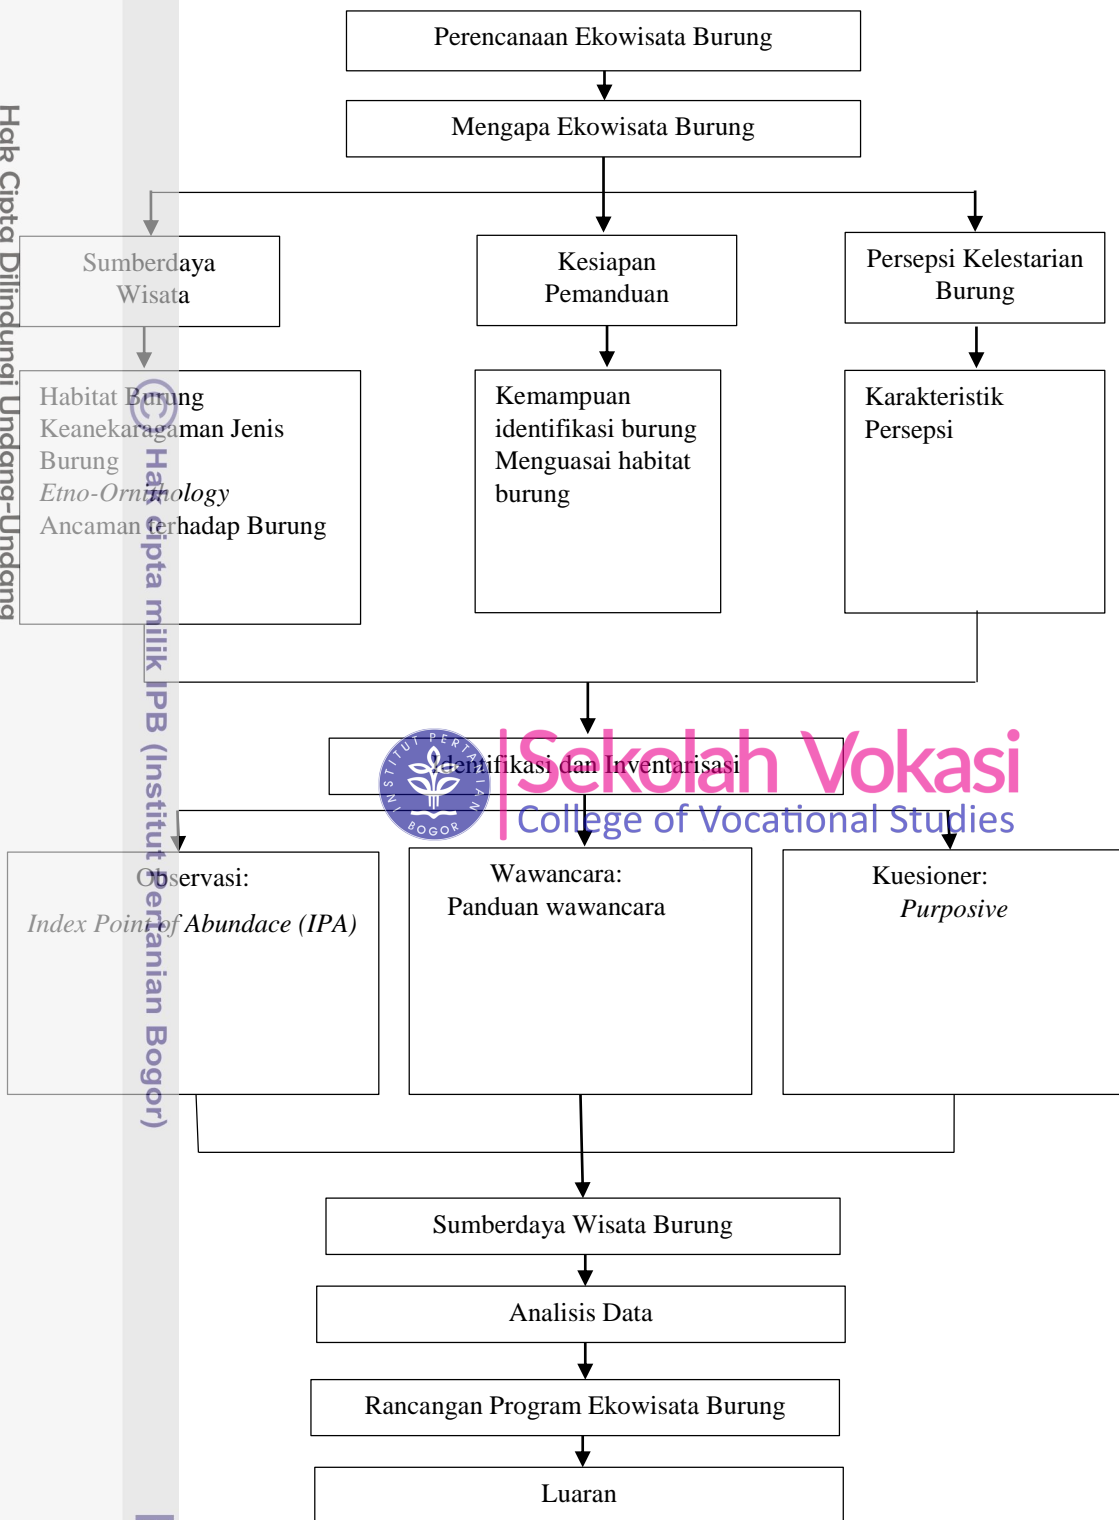 Perencanaan Ekowisata Burung
Mengapa Ekowisata Burung
Sumberdaya
Wisata
Kesiapan
Pemanduan
Persepsi Kelestarian
Burung
Habitat Burung
Keanekaragaman Jenis
Burung
Etno-Ornithology
Ancaman terhadap Burung
Kemampuan
identifikasi burung
Menguasai habitat
burung
Karakteristik
Persepsi
Identifikasi dan Inventarisasi
Observasi:
Index Point of Abundace (IPA)
Wawancara:
Panduan wawancara
Kuesioner:
Purposive
Sumberdaya Wisata Burung
Analisis Data
Rancangan Program Ekowisata Burung
Luaran
Hak Cipta Dilindungi Undang-Undang
© Hak cipta milik IPB (Institut Pertanian Bogor)
INSTITUT PERTANIAN
BOGOR
Sekolah Vokasi
College of Vocational Studies